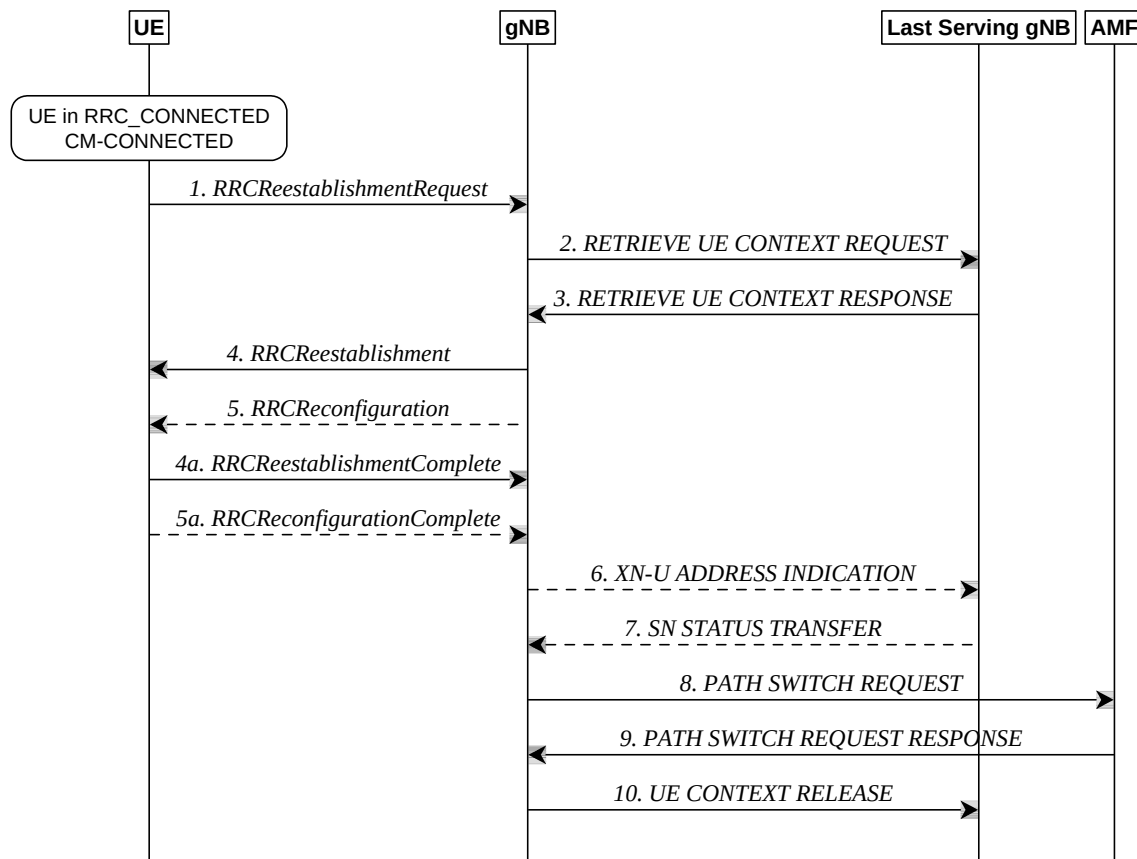 UE
gNB
Last Serving gNB
AMF
UE in RRC_CONNECTED
CM-CONNECTED
1. RRCReestablishmentRequest
2. RETRIEVE UE CONTEXT REQUEST
3. RETRIEVE UE CONTEXT RESPONSE
4. RRCReestablishment
5. RRCReconfiguration
4a. RRCReestablishmentComplete
5a. RRCReconfigurationComplete
6. XN-U ADDRESS INDICATION
7. SN STATUS TRANSFER
8. PATH SWITCH REQUEST
9. PATH SWITCH REQUEST RESPONSE
10. UE CONTEXT RELEASE